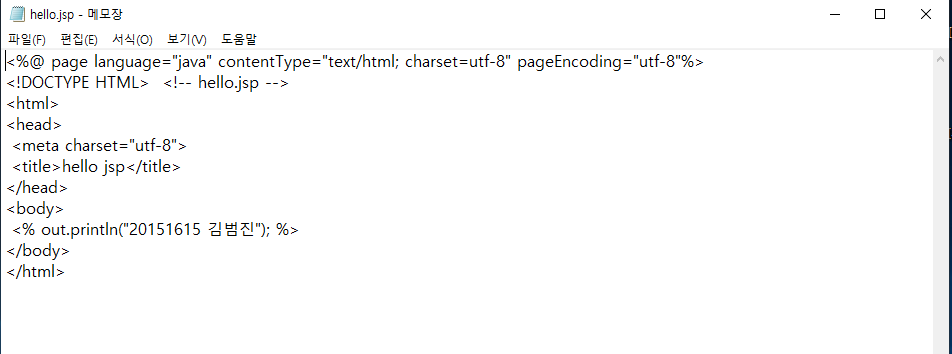 hello.jsp - 메모장
파일(F) 편집(E) 서식(O) 보기(V) 도움말
<%@ page language="java" contentType="text/html; charset=utf-8" pageEncoding="utf-8"%>
<!DOCTYPE HTML>   <!-- hello.jsp -->
<html>
<head>
 <meta charset="utf-8">
 <title>hello jsp</title>
</head>
<body>
 <% out.println("20151615 김범진"); %>
</body>
</html>